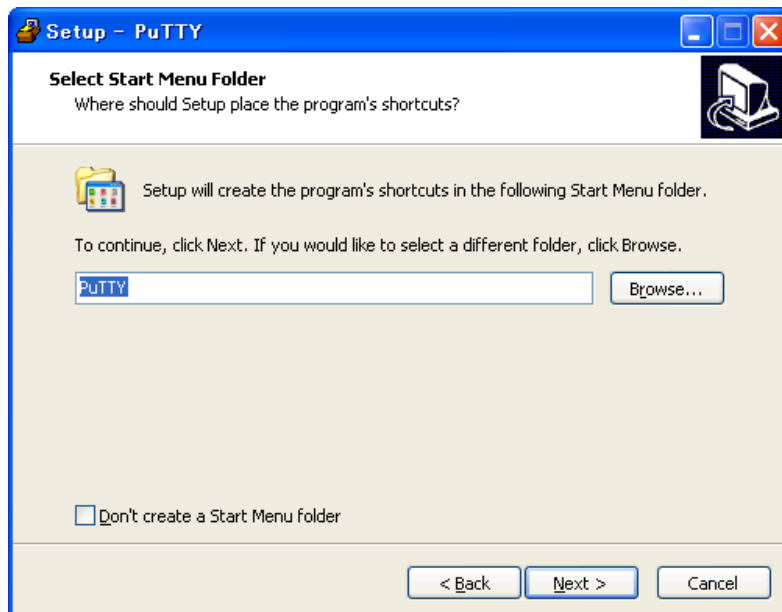 Setup - PuTTY
Select Start Menu Folder
Where should Setup place the program's shortcuts?
Setup will create the program's shortcuts in the following Start Menu folder.
To continue, click Next. If you would like to select a different folder, click Browse.
PuTTY
Browse...
Don't create a Start Menu folder
< Back
Next >
Cancel